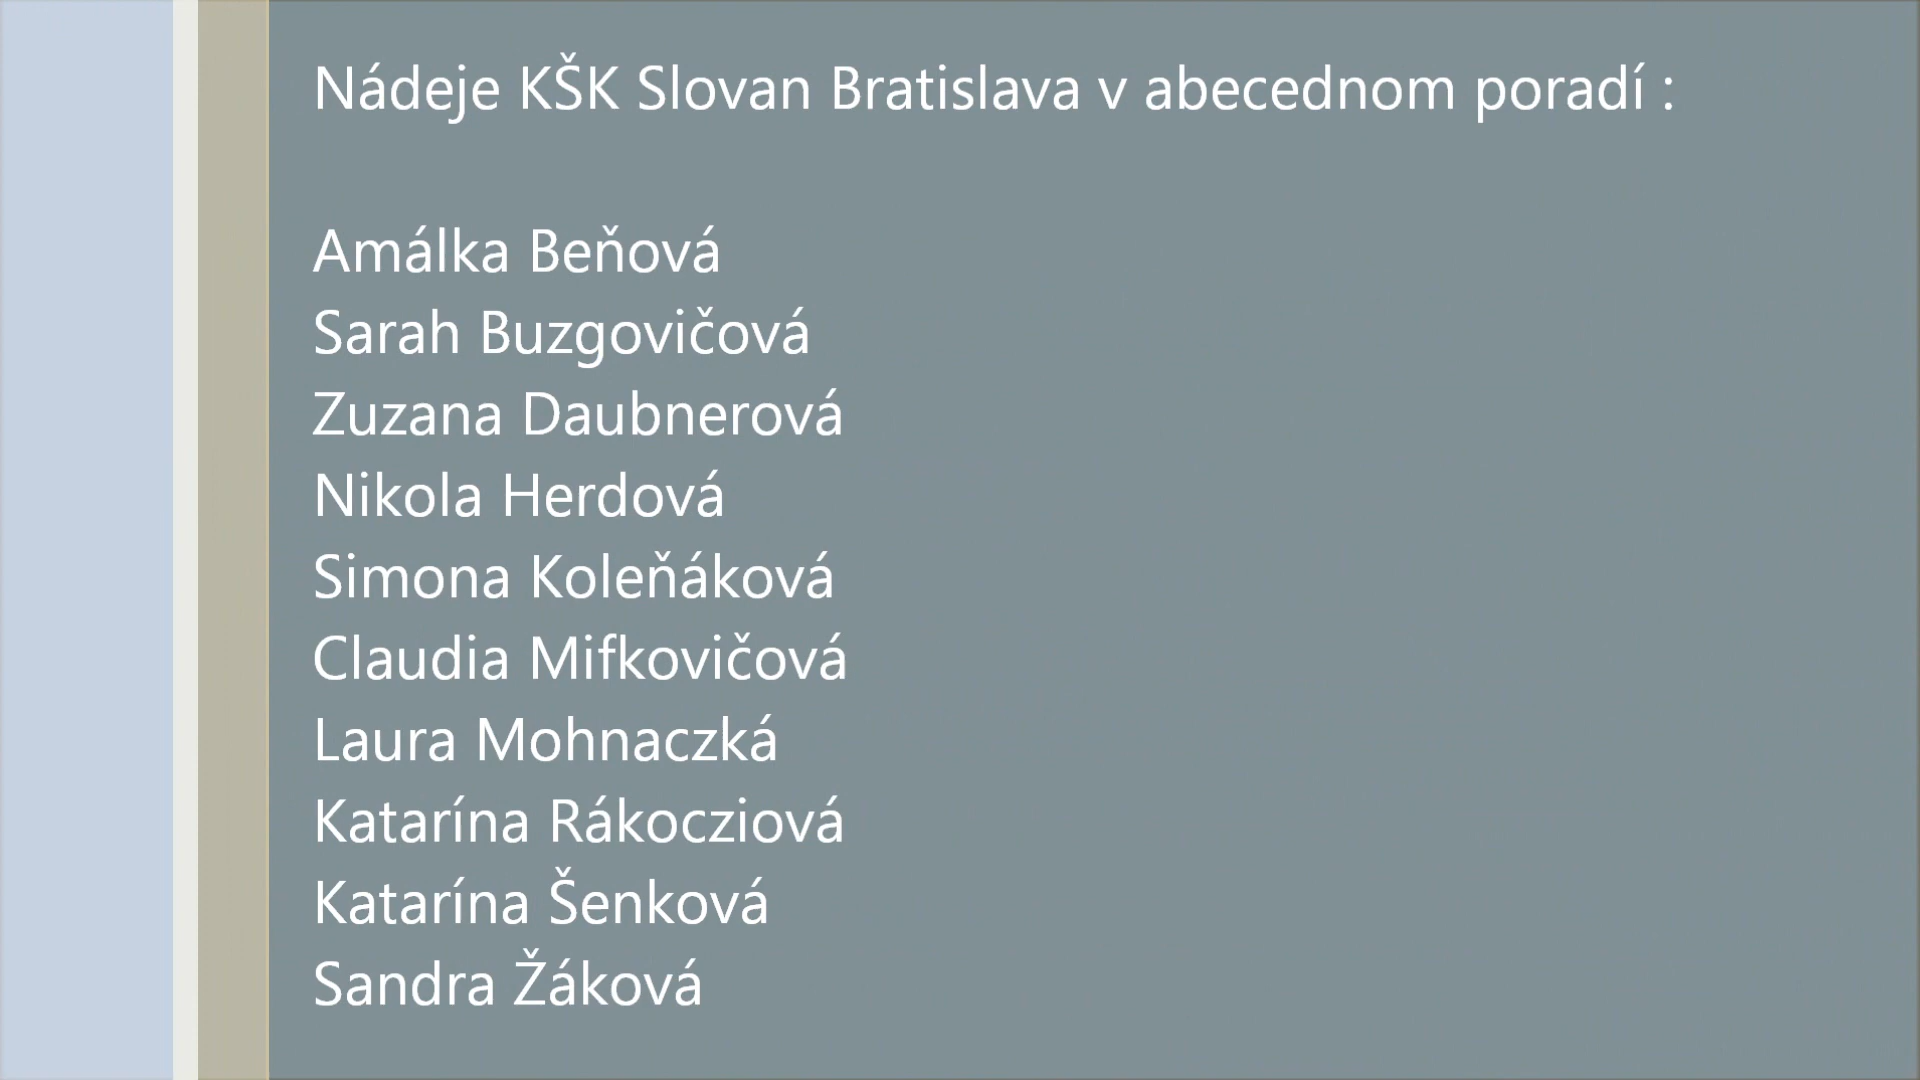 Nádeje KŠK Slovan Bratislava v abecednom poradí :
Amálka Beňová
Sarah Buzgovičová
Zuzana Daubnerová
Nikola Herdová
Simona Koleňáková
Claudia Mifkovičová
Laura Mohnaczká
Katarína Rákocziová
Katarína Šenková
Sandra Žáková